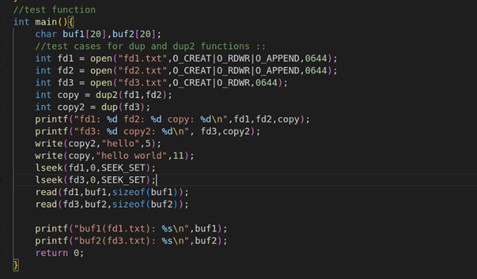 //test function
int main(){
char buf1[20],buf2[20];
//test cases for dup and dup2 functions ::
int fd1 = open("fd1.txt",O_CREAT|O_RDWR|O_APPEND,0644);
int fd2 = open("fd2.txt",O_CREAT|O_RDWR|O_APPEND,0644);
int fd3 = open("fd3.txt",O_CREAT|O_RDWR,0644);
int copy = dup2(fd1,fd2);
int copy2 = dup(fd3);
printf("fd1: %d fd2: %d copy: %d\n",fd1,fd2,copy);
printf("fd3: %d copy2: %d\n", fd3,copy2);
write(copy2,"hello",5);
write(copy,"hello world",11);
lseek(fd1,0,SEEK_SET);
lseek(fd3,0,SEEK_SET);
read(fd1,buf1,sizeof(buf1));
read(fd3,buf2,sizeof(buf2));
printf("buf1(fd1.txt): %s\n",buf1);
printf("buf2(fd3.txt): %s\n",buf2);
return 0;
}